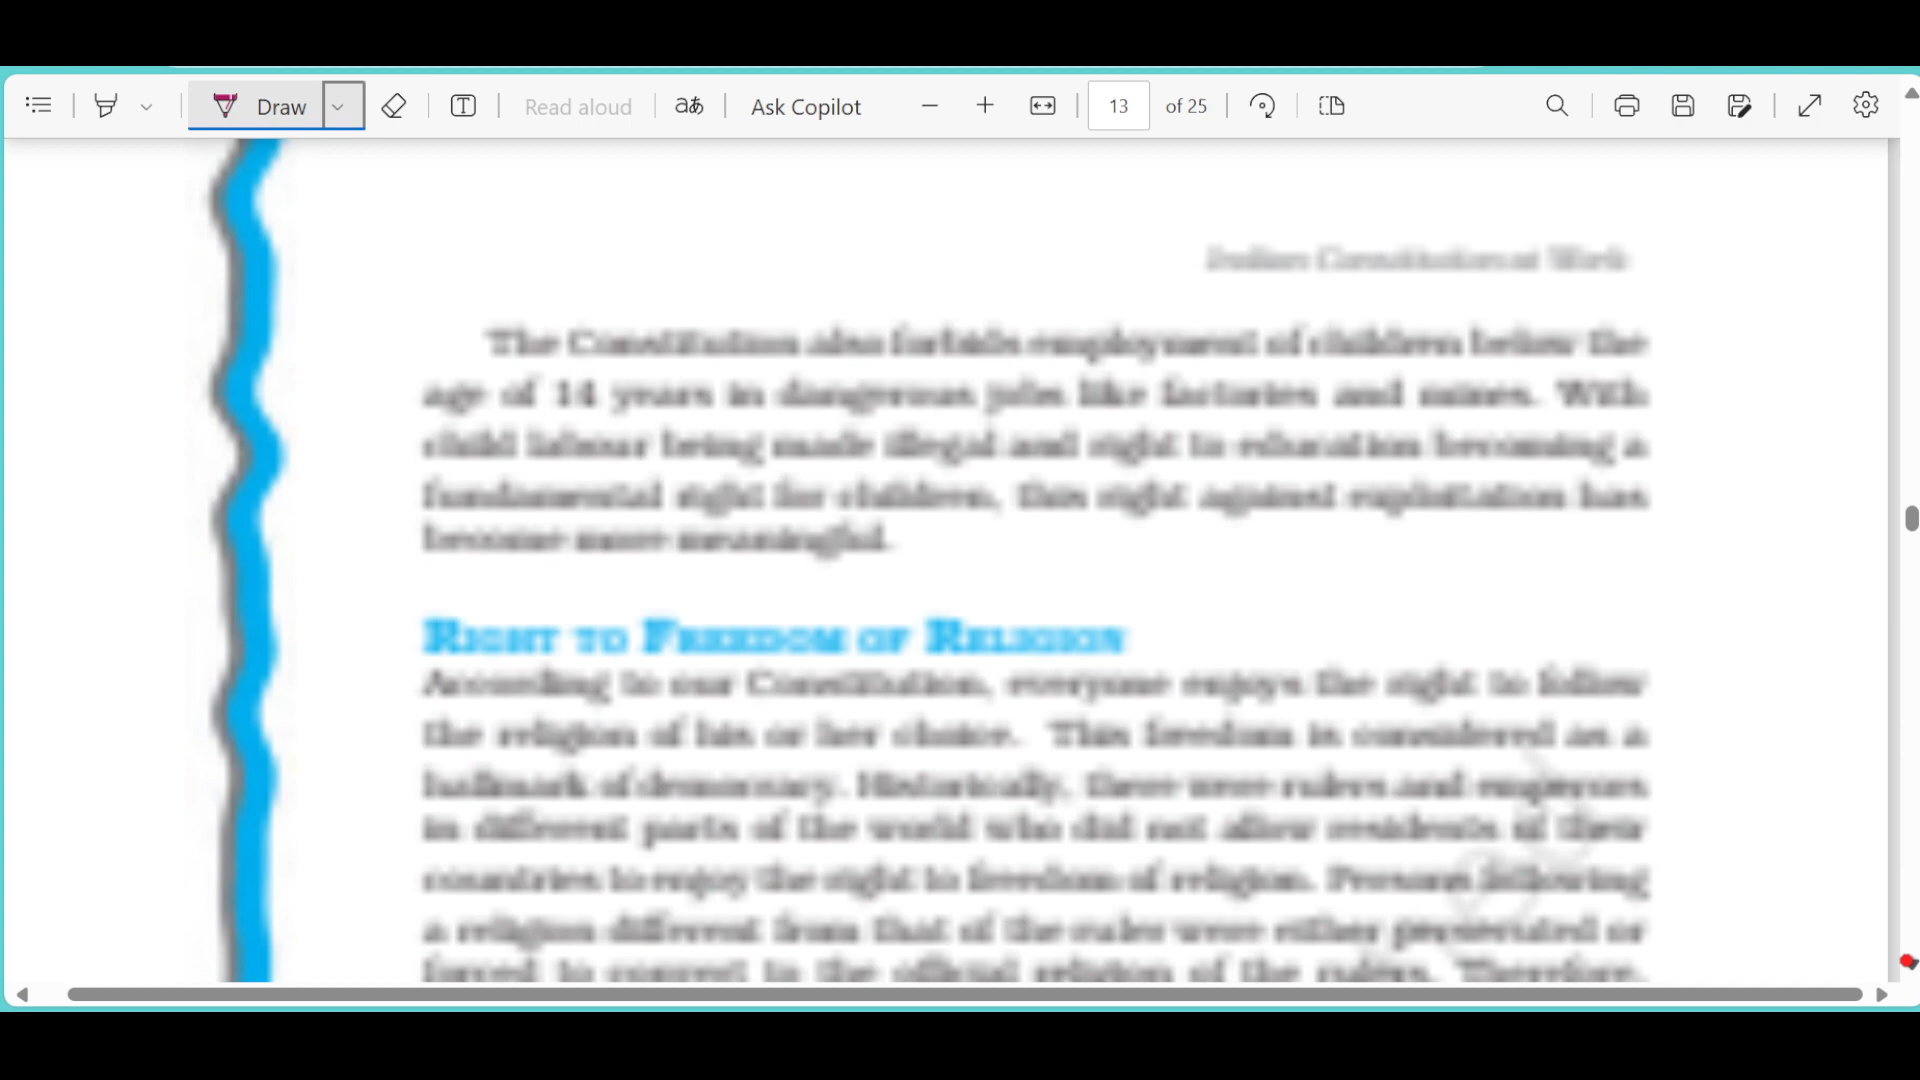 Draw
Read aloud
aあ
Ask Copilot
13 of 25
Indian Constitution at Work
The Constitution also forbids employment of children below the
age of 14 years in dangerous jobs like factories and mines. With
child labour being made illegal and right to education becoming a
fundamental right for children, this right against exploitation has
become more meaningful.
RIGHT TO FREEDOM OF RELIGION
According to our Constitution, everyone enjoys the right to follow
the religion of his or her choice. This freedom is considered as a
hallmark of democracy. Historically, there were rulers and emperors
in different parts of the world who did not allow residents of their
countries to enjoy the right to freedom of religion. Persons following
a religion different from that of the ruler were either persecuted or
forced to convert to the official religion of the rulers. Therefore,